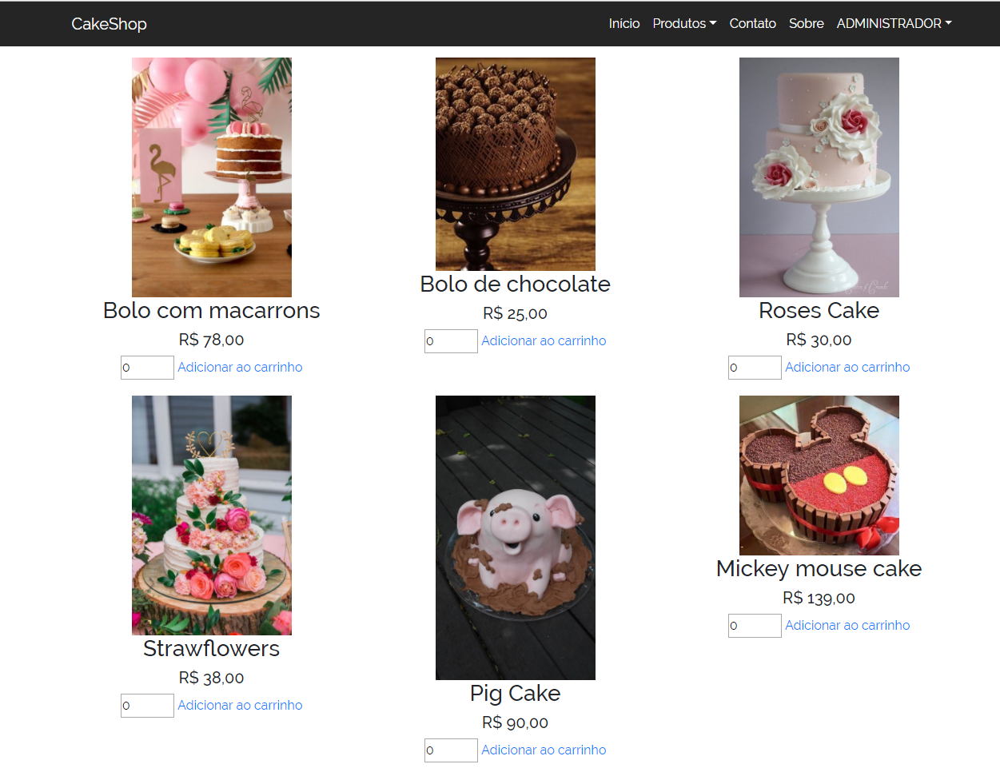 CakeShop
Início Produtos Contato Sobre ADMINISTRADOR
Bolo com macarrons
R$ 78,00
0 Adicionar ao carrinho
Bolo de chocolate
R$ 25,00
0 Adicionar ao carrinho
Roses Cake
R$ 30,00
0 Adicionar ao carrinho
Strawflowers
R$ 38,00
0 Adicionar ao carrinho
Pig Cake
R$ 90,00
0 Adicionar ao carrinho
Mickey mouse cake
R$ 139,00
0 Adicionar ao carrinho